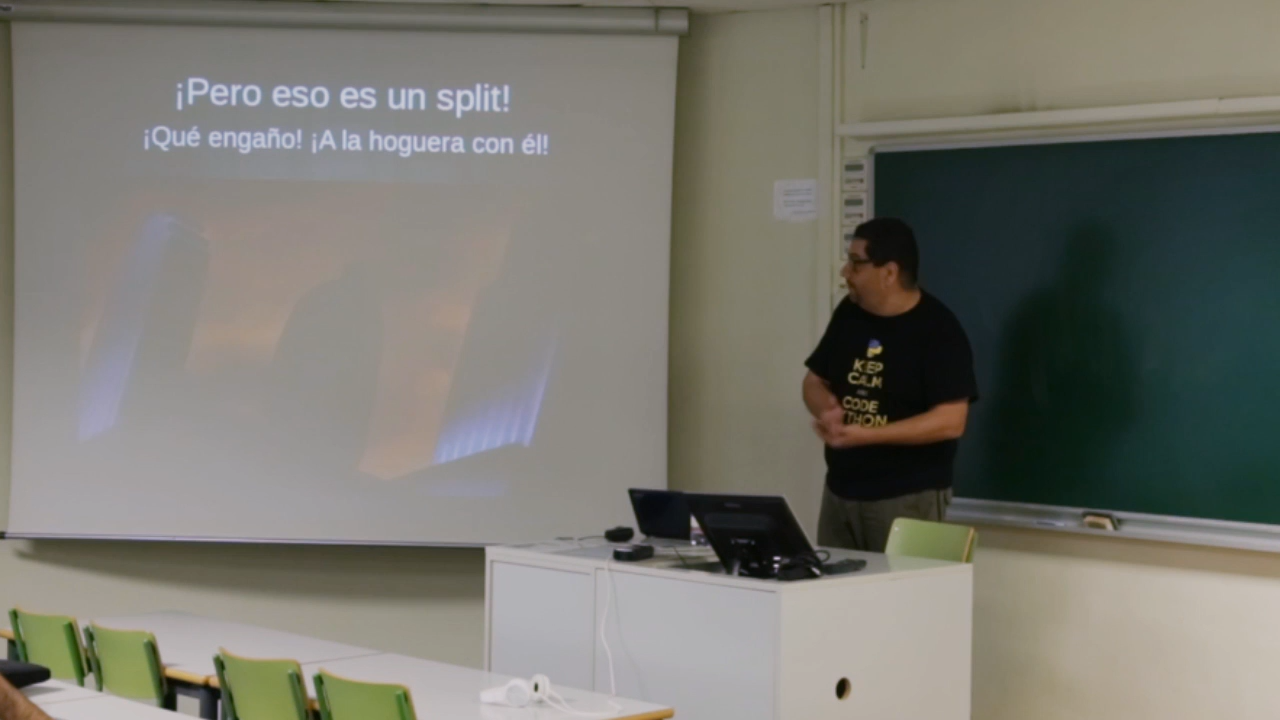 ¡Pero eso es un split!
¡Qué engaño! ¡A la hoguera con él!
KEEP
CALM
CODE